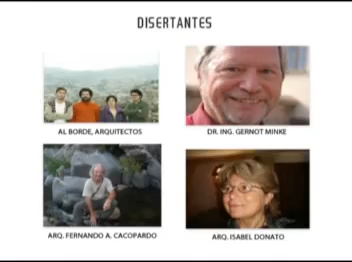 DISERTANTES
AL BORDE, ARQUITECTOS
DR. ING. GERNOT MINKE
ARQ. FERNANDO A. CACOPARDO
ARQ. ISABEL DONATO